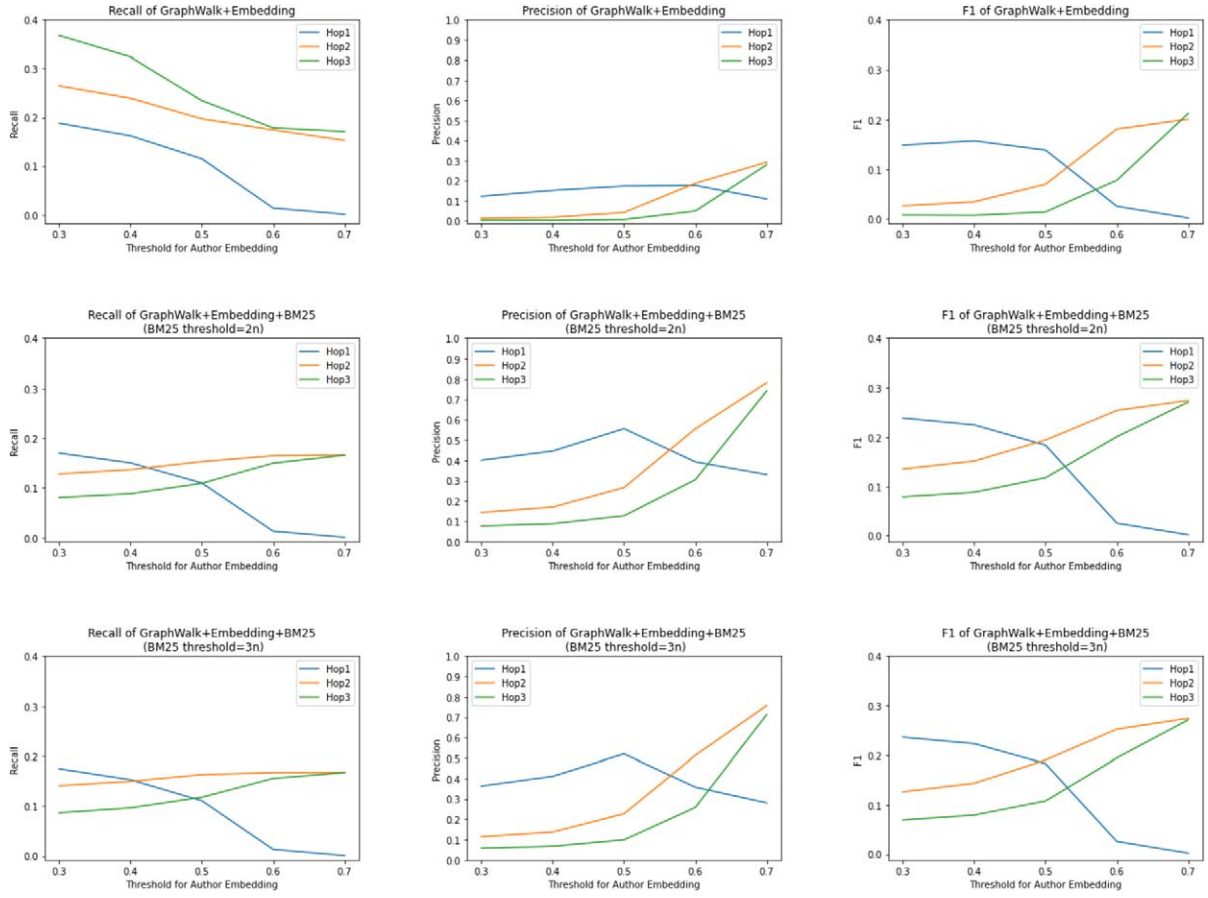 Recall of GraphWalk+Embedding
0.4
0.3
0.2
0.1
0.0
Recall
Hop1
Hop2
Hop3
0.3 0.4 0.5 0.6 0.7
Threshold for Author Embedding
Precision of GraphWalk+Embedding
1.0
0.9
0.8
0.7
0.6
0.5
0.4
0.3
0.2
0.1
0.0
Precision
Hop1
Hop2
Hop3
0.3 0.4 0.5 0.6 0.7
Threshold for Author Embedding
F1 of GraphWalk+Embedding
0.4
0.3
0.2
0.1
0.0
F1
Hop1
Hop2
Hop3
0.3 0.4 0.5 0.6 0.7
Threshold for Author Embedding
Recall of GraphWalk+Embedding+BM25
(BM25 threshold=2n)
0.4
0.3
0.2
0.1
0.0
Recall
Hop1
Hop2
Hop3
0.3 0.4 0.5 0.6 0.7
Threshold for Author Embedding
Precision of GraphWalk+Embedding+BM25
(BM25 threshold=2n)
1.0
0.9
0.8
0.7
0.6
0.5
0.4
0.3
0.2
0.1
0.0
Precision
Hop1
Hop2
Hop3
0.3 0.4 0.5 0.6 0.7
Threshold for Author Embedding
F1 of GraphWalk+Embedding+BM25
(BM25 threshold=2n)
0.4
0.3
0.2
0.1
0.0
F1
Hop1
Hop2
Hop3
0.3 0.4 0.5 0.6 0.7
Threshold for Author Embedding
Recall of GraphWalk+Embedding+BM25
(BM25 threshold=3n)
0.4
0.3
0.2
0.1
0.0
Recall
Hop1
Hop2
Hop3
0.3 0.4 0.5 0.6 0.7
Threshold for Author Embedding
Precision of GraphWalk+Embedding+BM25
(BM25 threshold=3n)
1.0
0.9
0.8
0.7
0.6
0.5
0.4
0.3
0.2
0.1
0.0
Precision
Hop1
Hop2
Hop3
0.3 0.4 0.5 0.6 0.7
Threshold for Author Embedding
F1 of GraphWalk+Embedding+BM25
(BM25 threshold=3n)
0.4
0.3
0.2
0.1
0.0
F1
Hop1
Hop2
Hop3
0.3 0.4 0.5 0.6 0.7
Threshold for Author Embedding